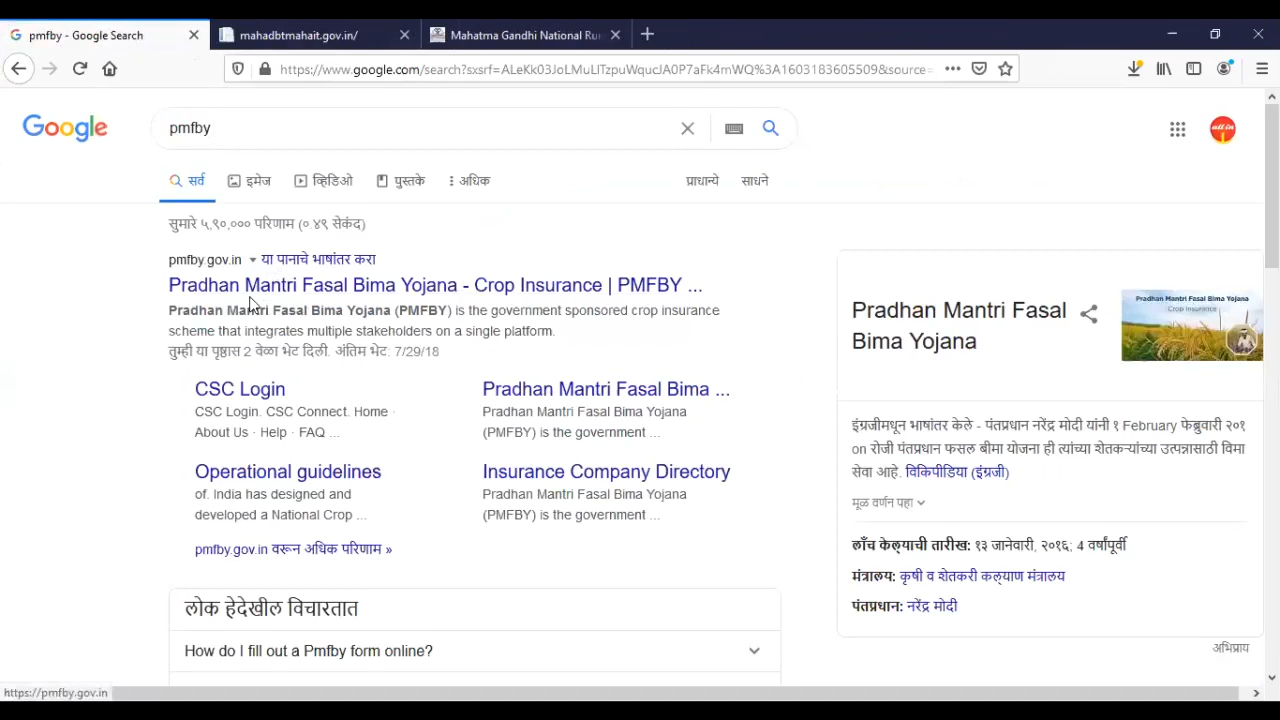 pmfby - Google Search
mahadbtmahait.gov.in/
Mahatma Gandhi National Ru
https://www.google.com/search?sxsrf=ALeKk03JoLMuLITzpuWqucJA0P7aFk4mWQ%3A1603183605509&source=
Google
pmfby
सर्व
इमेज
व्हिडिओ
पुस्तके
अधिक
प्राधान्ये
साधने
सुमारे ५,९०,००० परिणाम (०.४९ सेकंद)
pmfby.gov.in
या पानाचे भाषांतर करा
Pradhan Mantri Fasal Bima Yojana - Crop Insurance | PMFBY ...
Pradhan Mantri Fasal Bima Yojana (PMFBY) is the government sponsored crop insurance
scheme that integrates multiple stakeholders on a single platform.
तुम्ही या पृष्ठास 2 वेळा भेट दिली. अंतिम भेट: 7/29/18
CSC Login
CSC Login. CSC Connect. Home ·
About Us · Help · FAQ ...
Pradhan Mantri Fasal Bima ...
Pradhan Mantri Fasal Bima Yojana
(PMFBY) is the government ...
Operational guidelines
of. India has designed and
developed a National Crop ...
Insurance Company Directory
Pradhan Mantri Fasal Bima Yojana
(PMFBY) is the government ...
pmfby.gov.in वरून अधिक परिणाम »
लोक हेदेखील विचारतात
How do I fill out a Pmfby form online?
Pradhan Mantri Fasal
Bima Yojana
Pradhan Mantri Fasal Bima Yojana
Crop Insurance
इंग्रजीमधून भाषांतर केले - पंतप्रधान नरेंद्र मोदी यांनी १ February फेब्रुवारी २०१
on रोजी पंतप्रधान फसल बीमा योजना ही त्यांच्या शेतकऱ्यांच्या उत्पन्नासाठी विमा
सेवा आहे. विकिपीडिया (इंग्रजी)
मूळ वर्णन पहा
लाँच केल्याची तारीख: १३ जानेवारी, २०१६; 4 वर्षांपूर्वी
मंत्रालय: कृषी व शेतकरी कल्याण मंत्रालय
पंतप्रधान: नरेंद्र मोदी
अभिप्राय
https://pmfby.gov.in